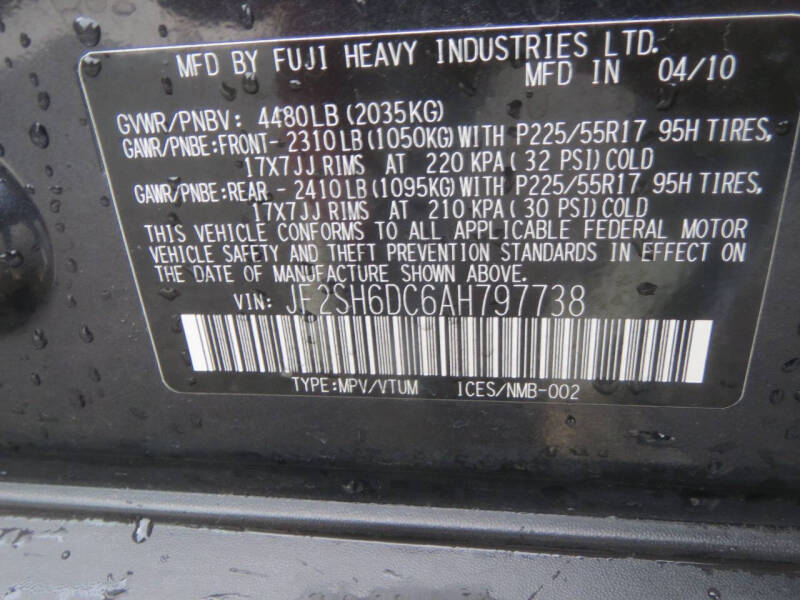 MFD BY FUJI HEAVY INDUSTRIES LTD.
MFD IN 04/10
GVWR/PNBV: 4480LB (2035KG)
GAWR/PNBE:FRONT- 2310LB (1050KG) WITH P225/55R17 95H TIRES,
17X7JJ RIMS AT 220 KPA( 32 PSI) COLD
GAWR/PNBE:REAR - 2410LB (1095KG) WITH P225/55R17 95H TIRES,
17X7JJ RIMS AT 210 KPA( 30 PSI) COLD
THIS VEHICLE CONFORMS TO ALL APPLICABLE FEDERAL MOTOR
VEHICLE SAFETY AND THEFT PREVENTION STANDARDS IN EFFECT ON
THE DATE OF MANUFACTURE SHOWN ABOVE.
VIN: JF2SH6DC6AH797738
TYPE:MPV/VTUM ICES/NMB-002